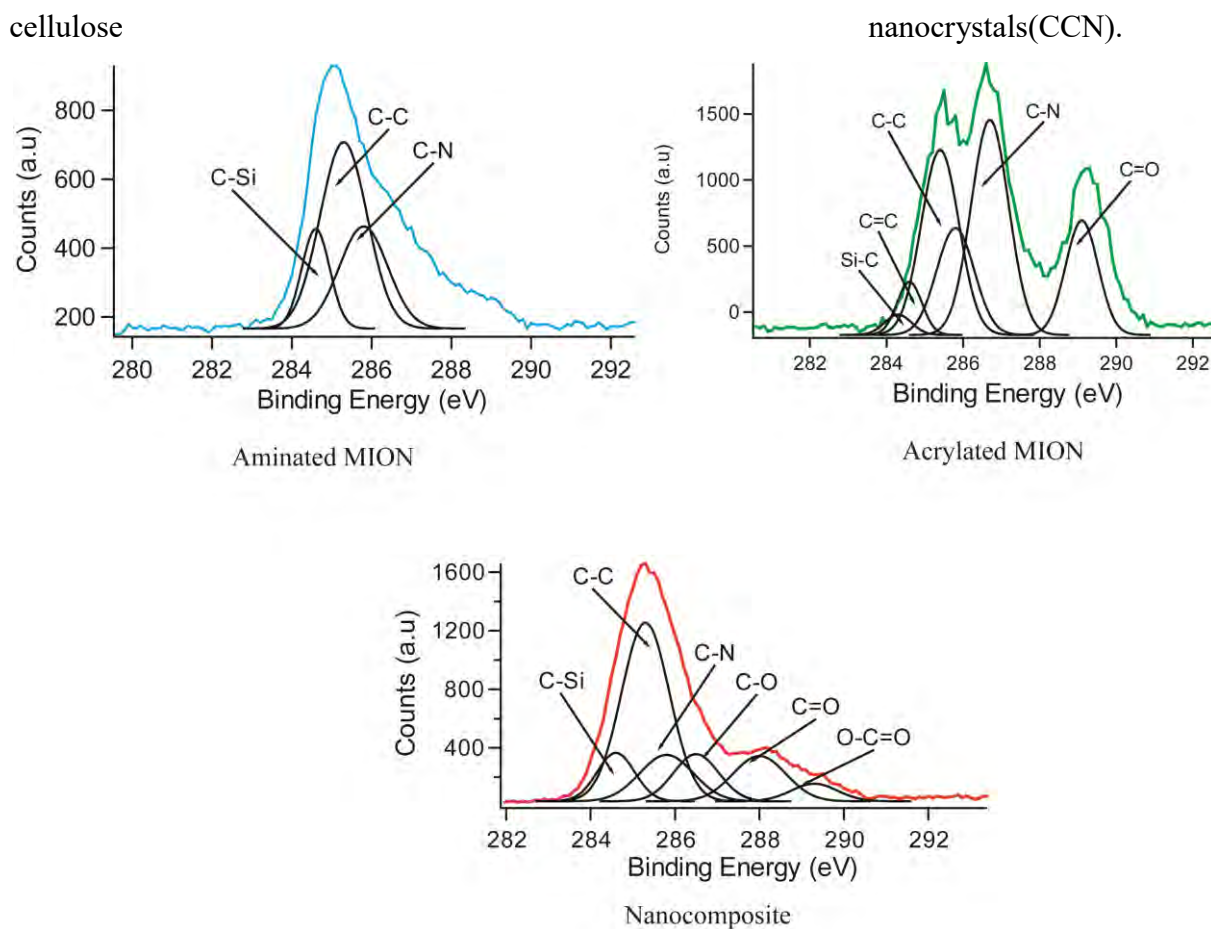 cellulose nanocrystals(CCN).
800
600
400
200
Counts (a.u)
C-Si
C-C
C-N
280 282 284 286 288 290 292
Binding Energy (eV)
Aminated MION
1500
1000
500
0
Counts (a.u)
C-C
C=C
Si-C
C-N
C=O
282 284 286 288 290 292
Binding Energy (eV)
Acrylated MION
1600
1200
800
400
Counts (a.u)
C-C
C-Si
C-N
C-O
C=O
O-C=O
282 284 286 288 290 292
Binding Energy (eV)
Nanocomposite